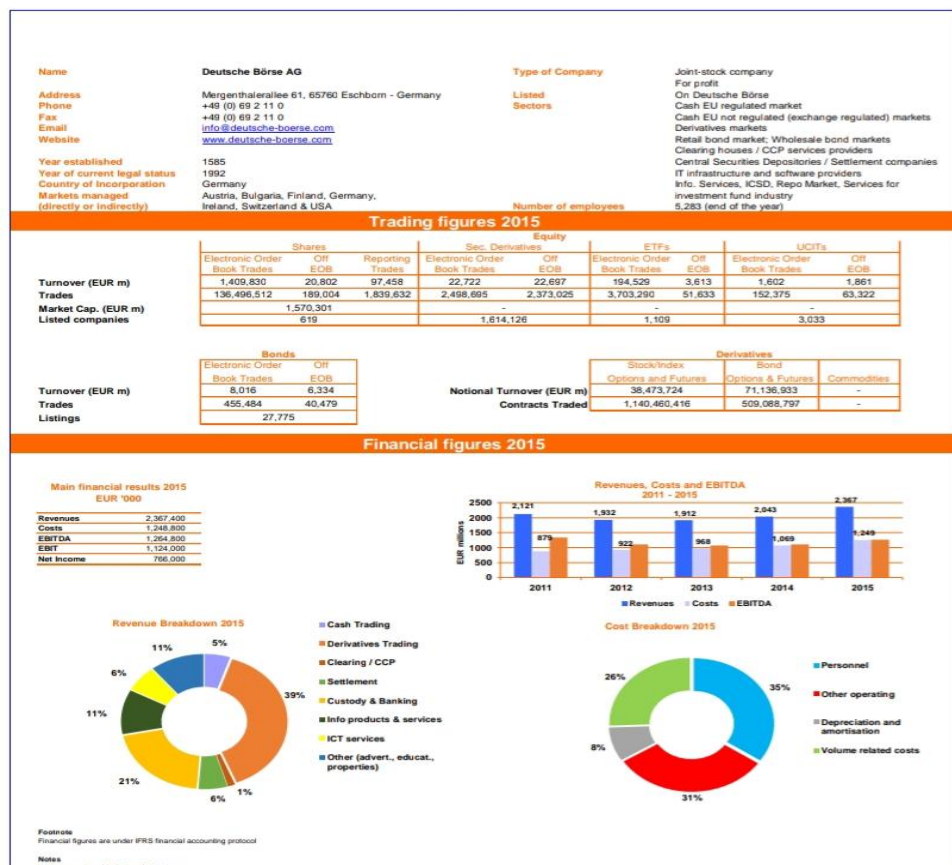 Name Deutsche Börse AG Type of Company Joint-stock company
For profit
Address Mergenthalerallee 61, 65760 Eschborn - Germany Listed On Deutsche Börse
Phone +49 (0) 69 2 11 0 Sectors Cash EU regulated market
Fax +49 (0) 69 2 11 0 Cash EU not regulated (exchange regulated) markets
Email info@deutsche-boerse.com Derivatives markets
Website www.deutsche-boerse.com Retail bond market; Wholesale bond markets
Clearing houses / CCP services providers
Year established 1585 Central Securities Depositories / Settlement companies
Year of current legal status 1992 IT infrastructure and software providers
Country of Incorporation Germany Info. Services, ICSD, Repo Market, Services for
Markets managed Austria, Bulgaria, Finland, Germany, investment fund industry
(directly or indirectly) Ireland, Switzerland & USA Number of employees 5,283 (end of the year)
Trading figures 2015
Equity
Shares Sec. Derivatives ETFs UCITs
Electronic Order Off Reporting Electronic Order Off Electronic Order Off Electronic Order Off
Book Trades EOB Trades Book Trades EOB Book Trades EOB Book Trades EOB
Turnover (EUR m) 1,409,830 20,802 97,458 22,722 22,697 194,529 3,613 1,602 1,861
Trades 136,496,512 189,004 1,839,632 2,498,695 2,373,025 3,703,290 51,633 152,375 63,322
Market Cap. (EUR m) 1,570,301 - - -
Listed companies 619 1,614,126 1,109 3,033
Bonds Derivatives
Electronic Order Off Stock/Index Bond
Book Trades EOB Options and Futures Options & Futures Commodities
Turnover (EUR m) 8,016 6,334 Notional Turnover (EUR m) 38,473,724 71,136,933 -
Trades 455,484 40,479 Contracts Traded 1,140,460,416 509,088,797 -
Listings 27,775
Financial figures 2015
Main financial results 2015
EUR '000
Revenues 2,367,400
Costs 1,248,800
EBITDA 1,264,800
EBIT 1,124,000
Net Income 766,000
Revenues, Costs and EBITDA
2011 - 2015
EUR millions
2500
2000
1500
1000
500
0
2,121 1,932 1,912 2,043 2,367
879 922 968 1,069 1,249
2011 2012 2013 2014 2015
Revenues Costs EBITDA
Revenue Breakdown 2015
5%
39%
1%
6%
21%
11%
6%
11%
Cash Trading
Derivatives Trading
Clearing / CCP
Settlement
Custody & Banking
Info products & services
ICT services
Other (advert., educat.,
properties)
Cost Breakdown 2015
35%
31%
8%
26%
Personnel
Other operating
Depreciation and
amortisation
Volume related costs
Footnote
Financial figures are under IFRS financial accounting protocol
Notes